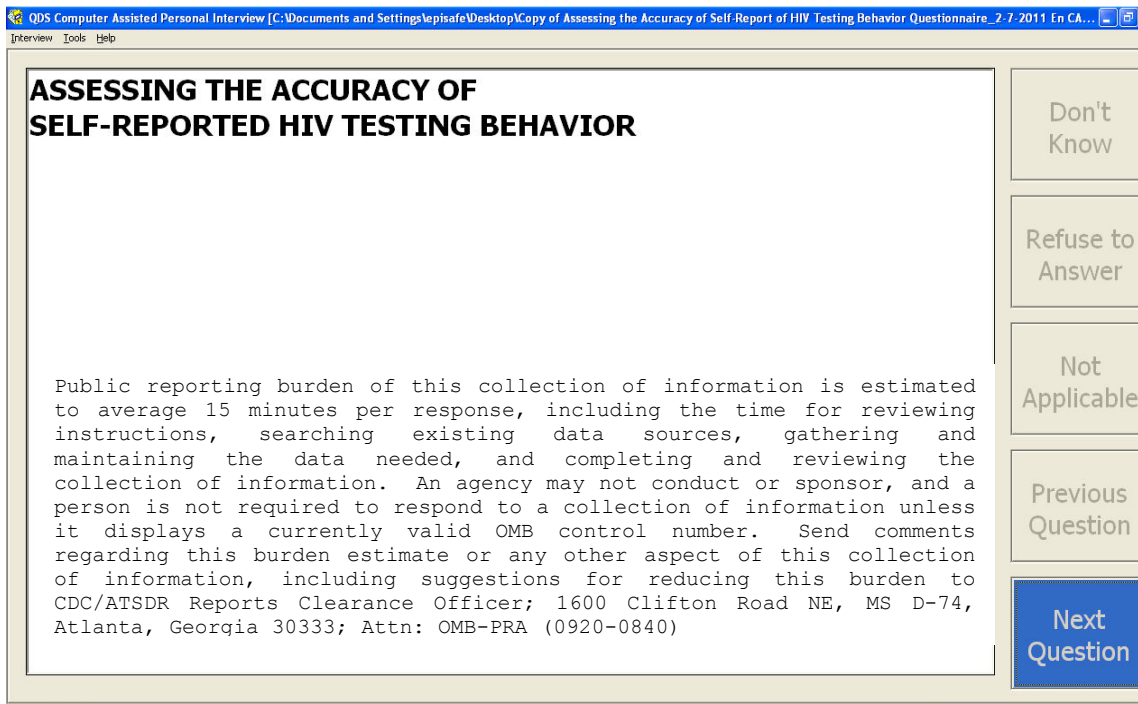 QDS Computer Assisted Personal Interview [C:\Documents and Settings\episafe\Desktop\Copy of Assessing the Accuracy of Self-Report of HIV Testing Behavior Questionnaire_2-7-2011 En CA...
Interview Tools Help
ASSESSING THE ACCURACY OF
SELF-REPORTED HIV TESTING BEHAVIOR
Public reporting burden of this collection of information is estimated
to average 15 minutes per response, including the time for reviewing
instructions, searching existing data sources, gathering and
maintaining the data needed, and completing and reviewing the
collection of information. An agency may not conduct or sponsor, and a
person is not required to respond to a collection of information unless
it displays a currently valid OMB control number. Send comments
regarding this burden estimate or any other aspect of this collection
of information, including suggestions for reducing this burden to
CDC/ATSDR Reports Clearance Officer; 1600 Clifton Road NE, MS D-74,
Atlanta, Georgia 30333; Attn: OMB-PRA (0920-0840)
Don't
Know
Refuse to
Answer
Not
Applicable
Previous
Question
Next
Question